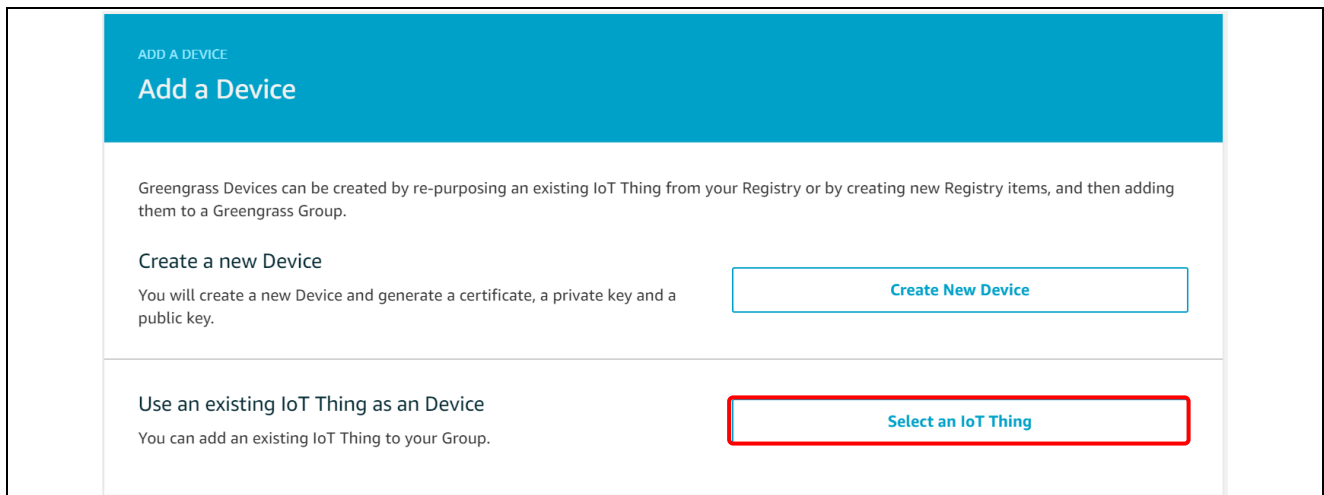 ADD A DEVICE
Add a Device
Greengrass Devices can be created by re-purposing an existing IoT Thing from your Registry or by creating new Registry items, and then adding
them to a Greengrass Group.
Create a new Device
You will create a new Device and generate a certificate, a private key and a
public key.
Create New Device
Use an existing IoT Thing as an Device
You can add an existing IoT Thing to your Group.
Select an IoT Thing